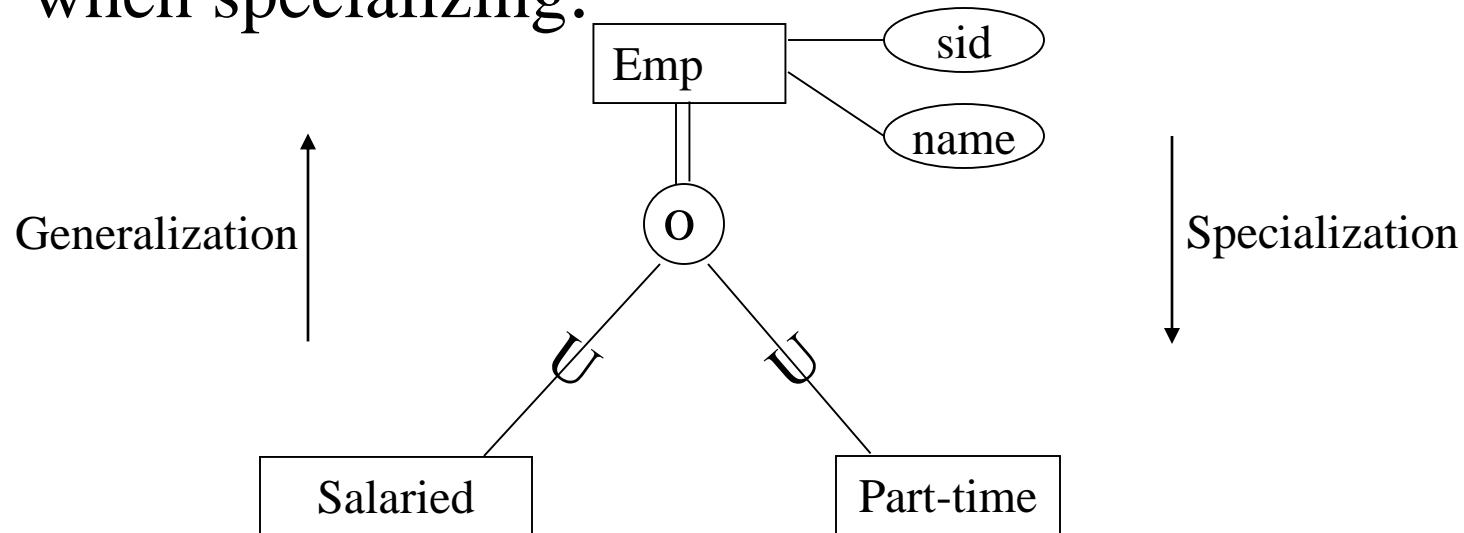 when specializing.
Emp
sid
name
O
Generalization
Specialization
U
U
Salaried
Part-time